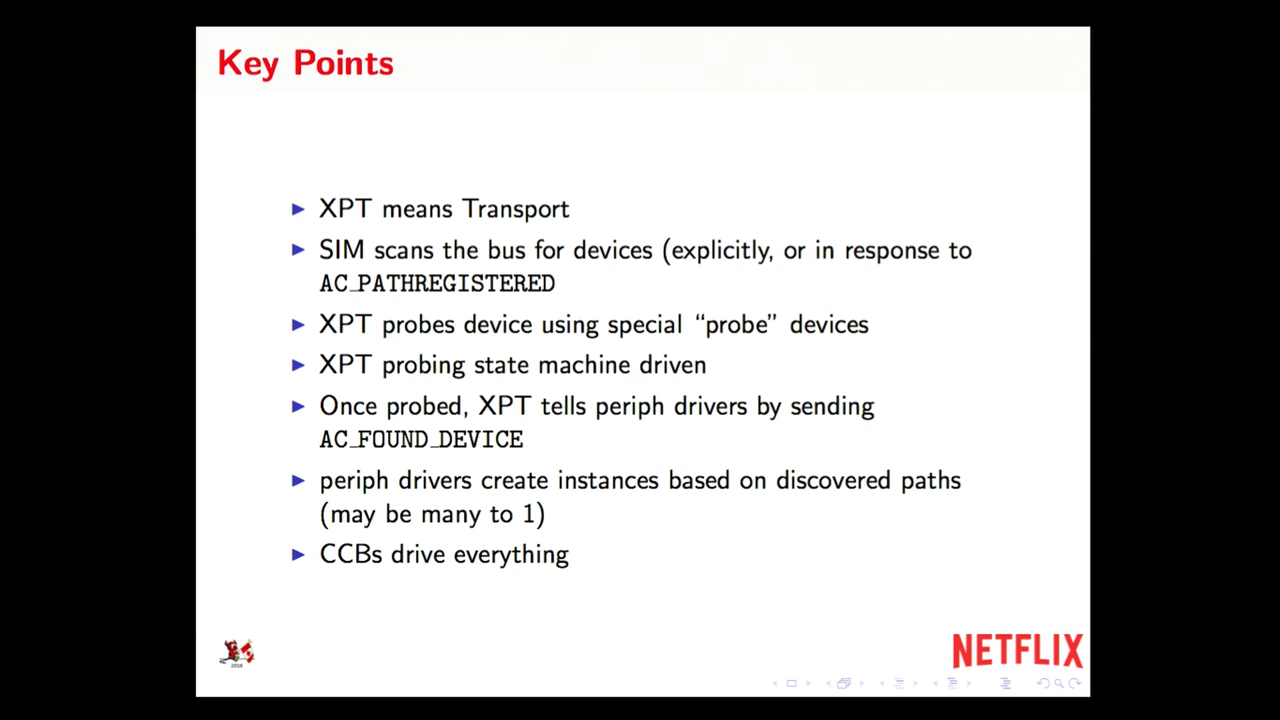 Key Points
XPT means Transport
SIM scans the bus for devices (explicitly, or in response to
AC_PATHREGISTERED
XPT probes device using special “probe” devices
XPT probing state machine driven
Once probed, XPT tells periph drivers by sending
AC_FOUND_DEVICE
periph drivers create instances based on discovered paths
(may be many to 1)
CCBs drive everything
2016
NETFLIX